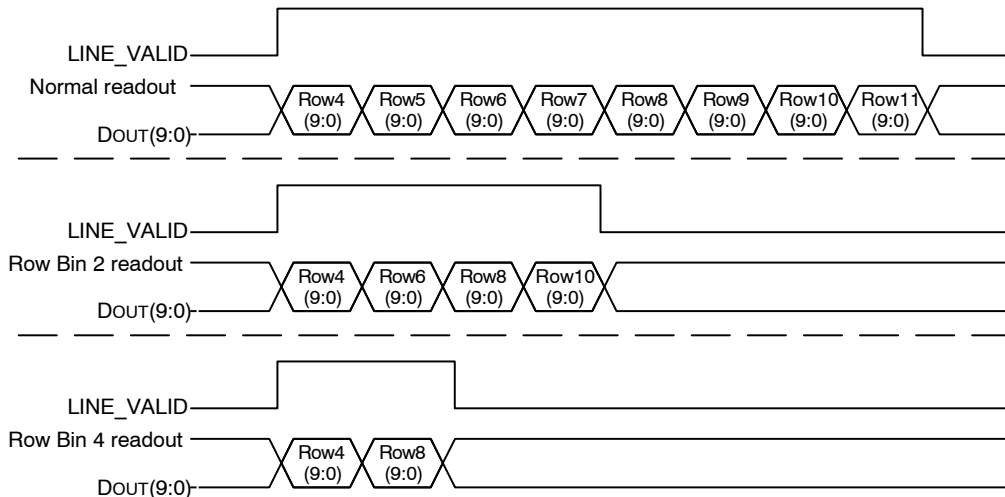 LINE_VALID
Normal readout
Row4 Row5 Row6 Row7 Row8 Row9 Row10 Row11
(9:0) (9:0) (9:0) (9:0) (9:0) (9:0) (9:0) (9:0)
DOUT(9:0)
LINE_VALID
Row Bin 2 readout
Row4 Row6 Row8 Row10
(9:0) (9:0) (9:0) (9:0)
DOUT(9:0)
LINE_VALID
Row Bin 4 readout
Row4 Row8
(9:0) (9:0)
DOUT(9:0)